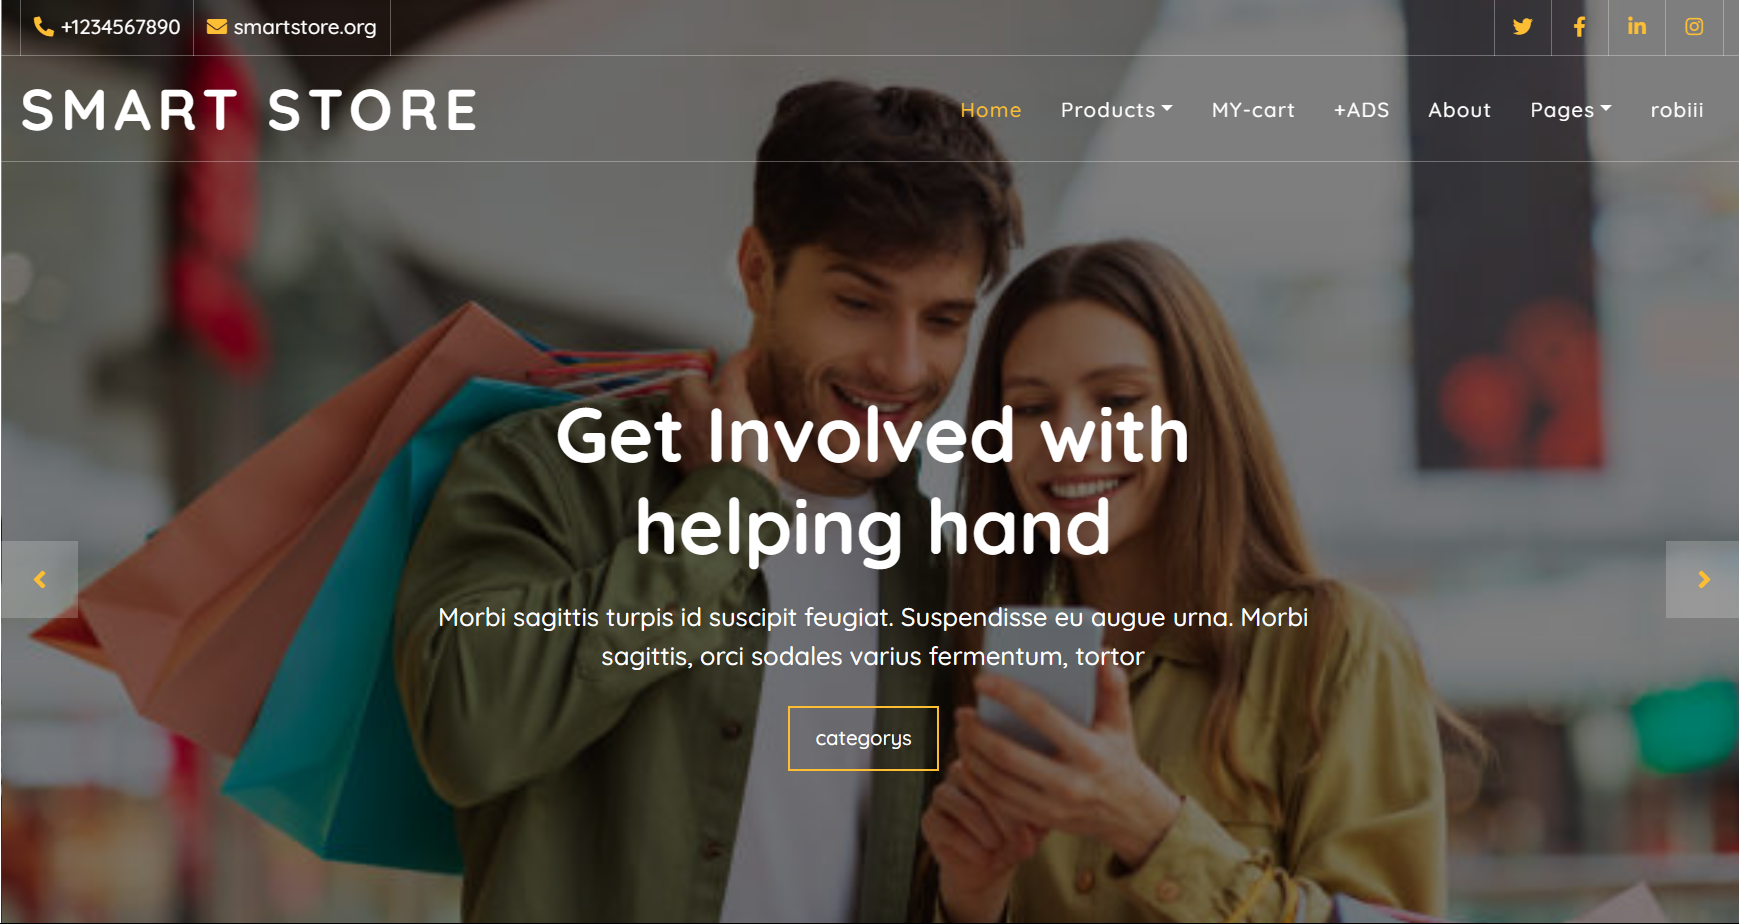 +1234567890 smartstore.org
SMART STORE
Home Products MY-cart +ADS About Pages robiii
Get Involved with
helping hand
Morbi sagittis turpis id suscipit feugiat. Suspendisse eu augue urna. Morbi
sagittis, orci sodales varius fermentum, tortor
categorys